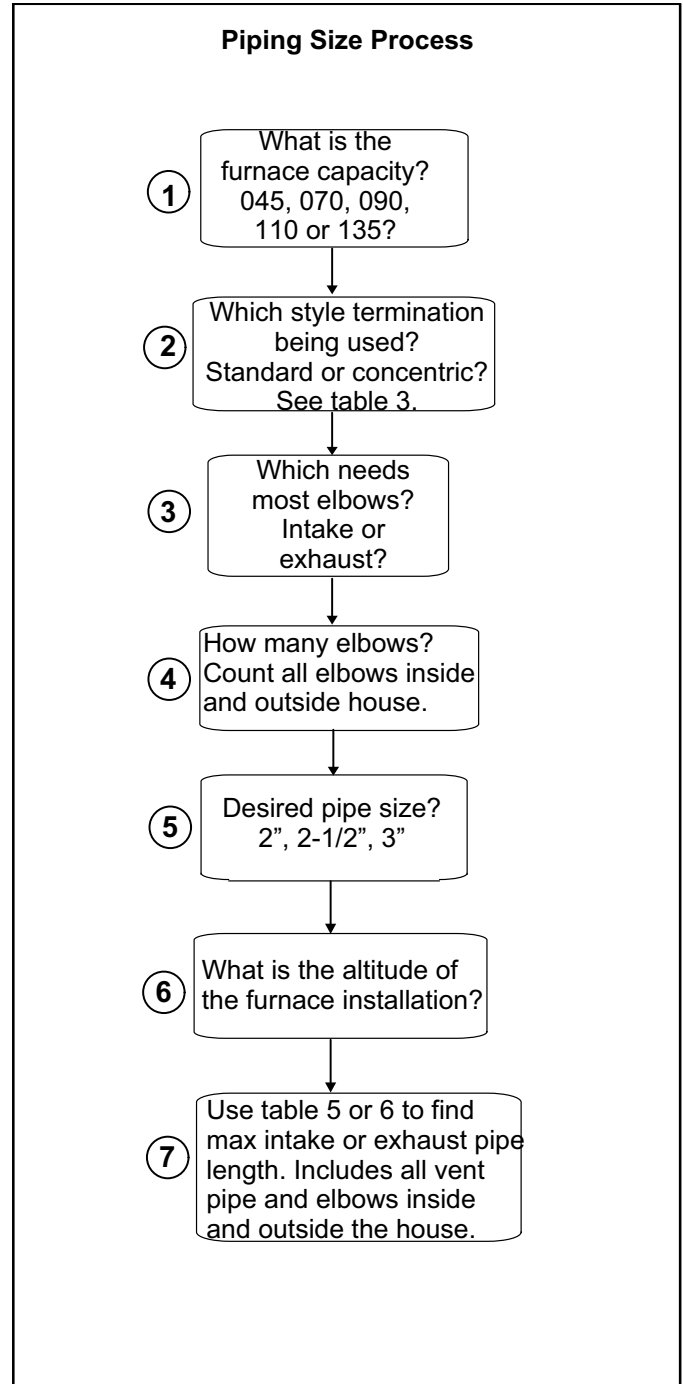 Piping Size Process
1
What is the
furnace capacity?
045, 070, 090,
110 or 135?
2
Which style termination
being used?
Standard or concentric?
See table 3.
3
Which needs
most elbows?
Intake or
exhaust?
4
How many elbows?
Count all elbows inside
and outside house.
5
Desired pipe size?
2”, 2-1/2”, 3”
6
What is the altitude of
the furnace installation?
7
Use table 5 or 6 to find
max intake or exhaust pipe
length. Includes all vent
pipe and elbows inside
and outside the house.